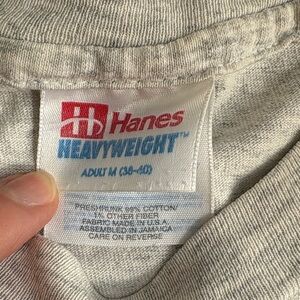 Hanes
HEAVYWEIGHT™
ADULT M (38-40)
PRESHRUNK 99% COTTON/
1% OTHER FIBER
FABRIC MADE IN U.S.A.
ASSEMBLED IN JAMAICA
CARE ON REVERSE